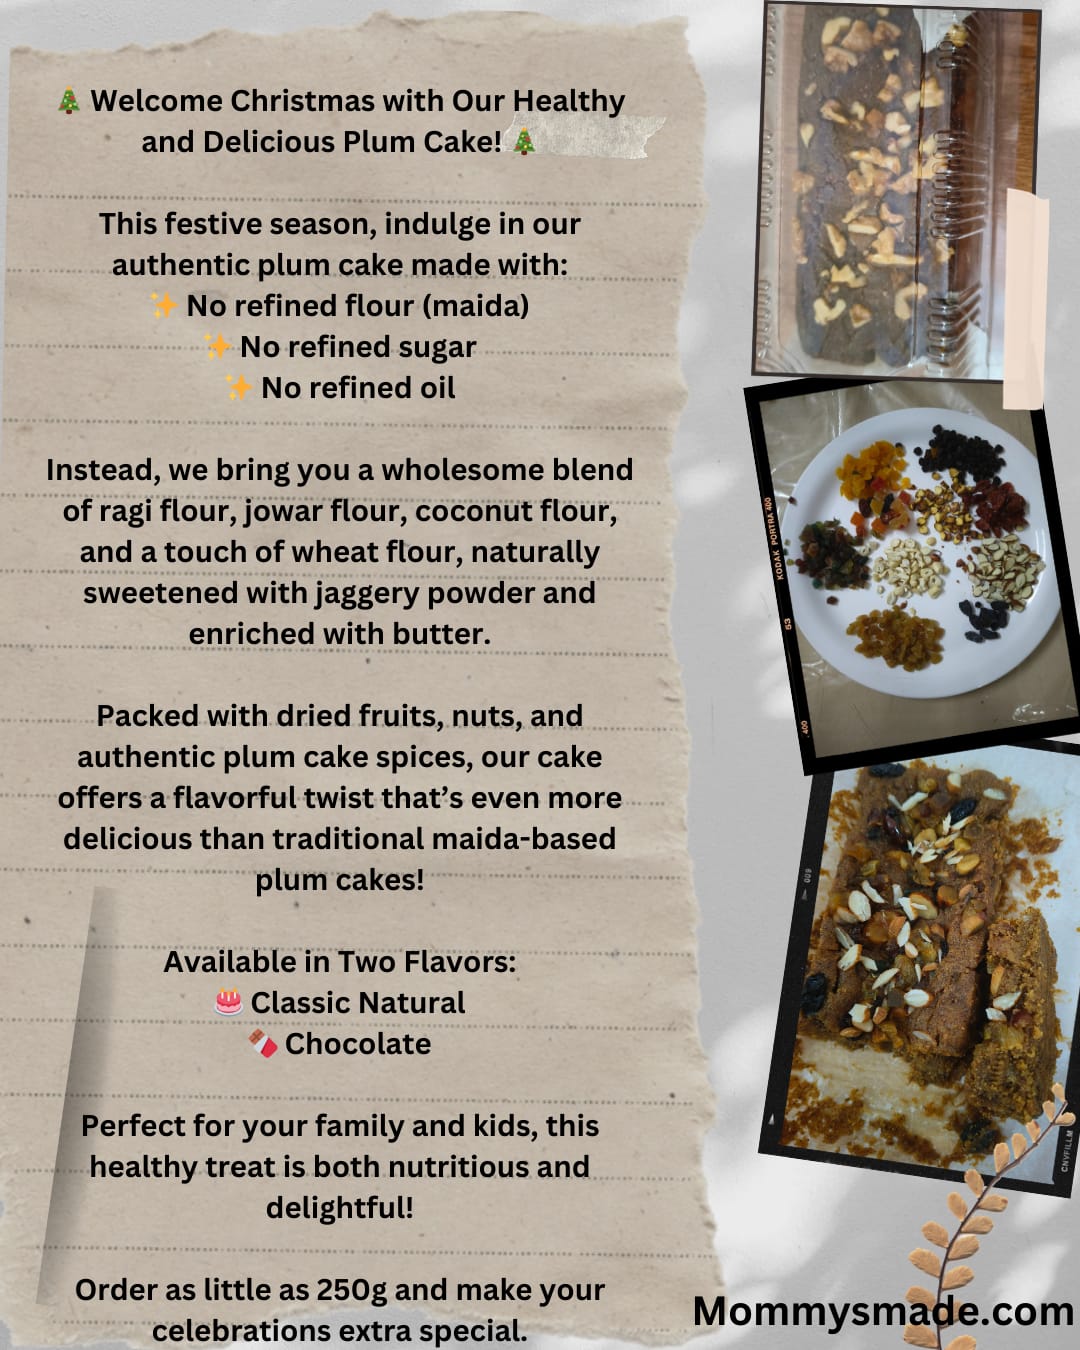 🎄 Welcome Christmas with Our Healthy
and Delicious Plum Cake! 🎄
This festive season, indulge in our
authentic plum cake made with:
✨ No refined flour (maida)
✨ No refined sugar
✨ No refined oil
Instead, we bring you a wholesome blend
of ragi flour, jowar flour, coconut flour,
and a touch of wheat flour, naturally
sweetened with jaggery powder and
enriched with butter.
Packed with dried fruits, nuts, and
authentic plum cake spices, our cake
offers a flavorful twist that’s even more
delicious than traditional maida-based
plum cakes!
Available in Two Flavors:
🎂 Classic Natural
🍫 Chocolate
Perfect for your family and kids, this
healthy treat is both nutritious and
delightful!
Order as little as 250g and make your
celebrations extra special.
KODAK PORTRA 400
53
400
600
CNVFILLM
Mommysmade.com